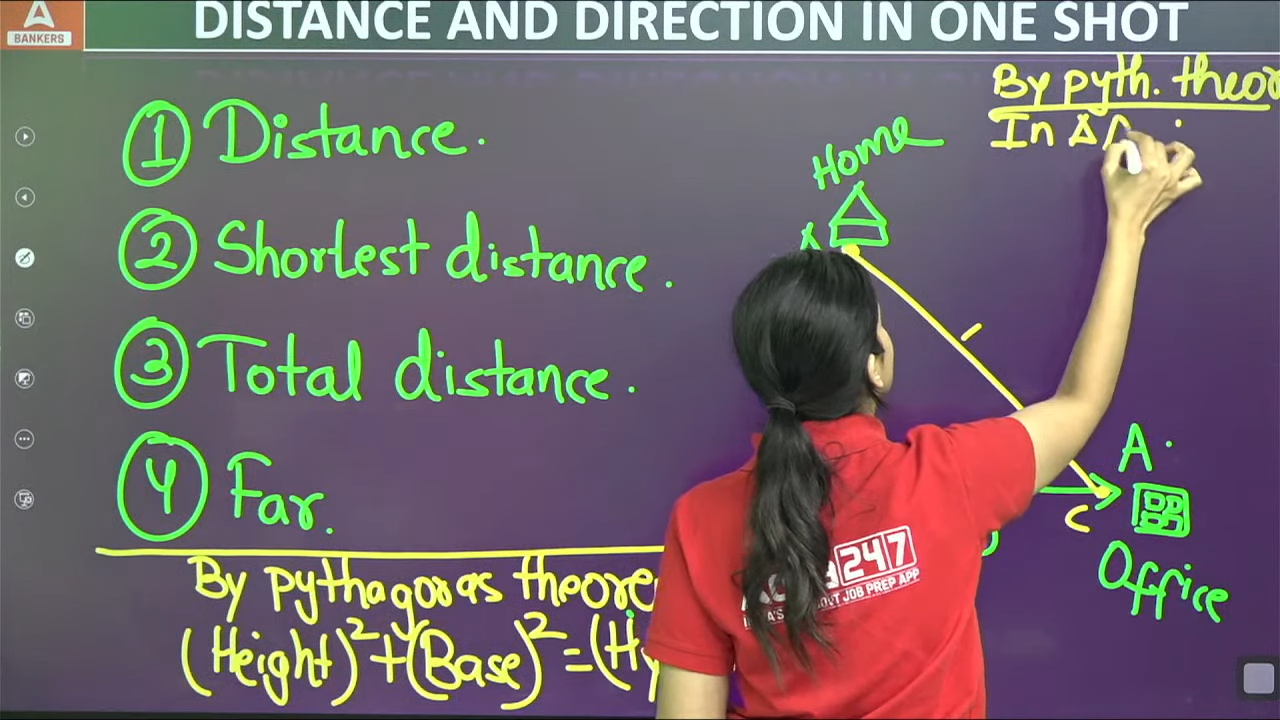 A
BANKERS
DISTANCE AND DIRECTION IN ONE SHOT
By pyth. theor
In Δ
① Distance.
② Shortest distance.
③ Total distance.
④ Far.
Home
A
A.
C
Office
247
By pythagoras theore
(Height)²+(Base)²=(Hy